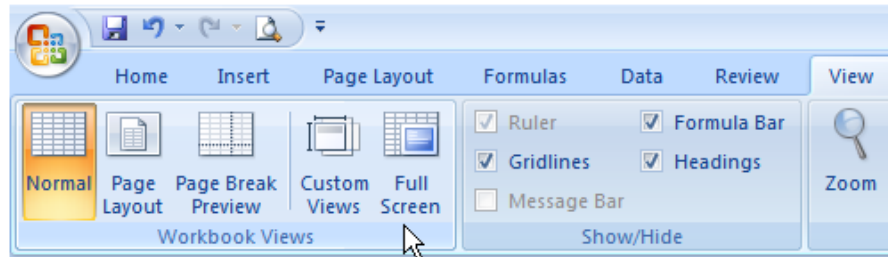 Home Insert Page Layout Formulas Data Review View
Normal Page Layout Page Break Preview Custom Views Full Screen
Workbook Views
Ruler Formula Bar
Gridlines Headings
Message Bar
Show/Hide
Zoom